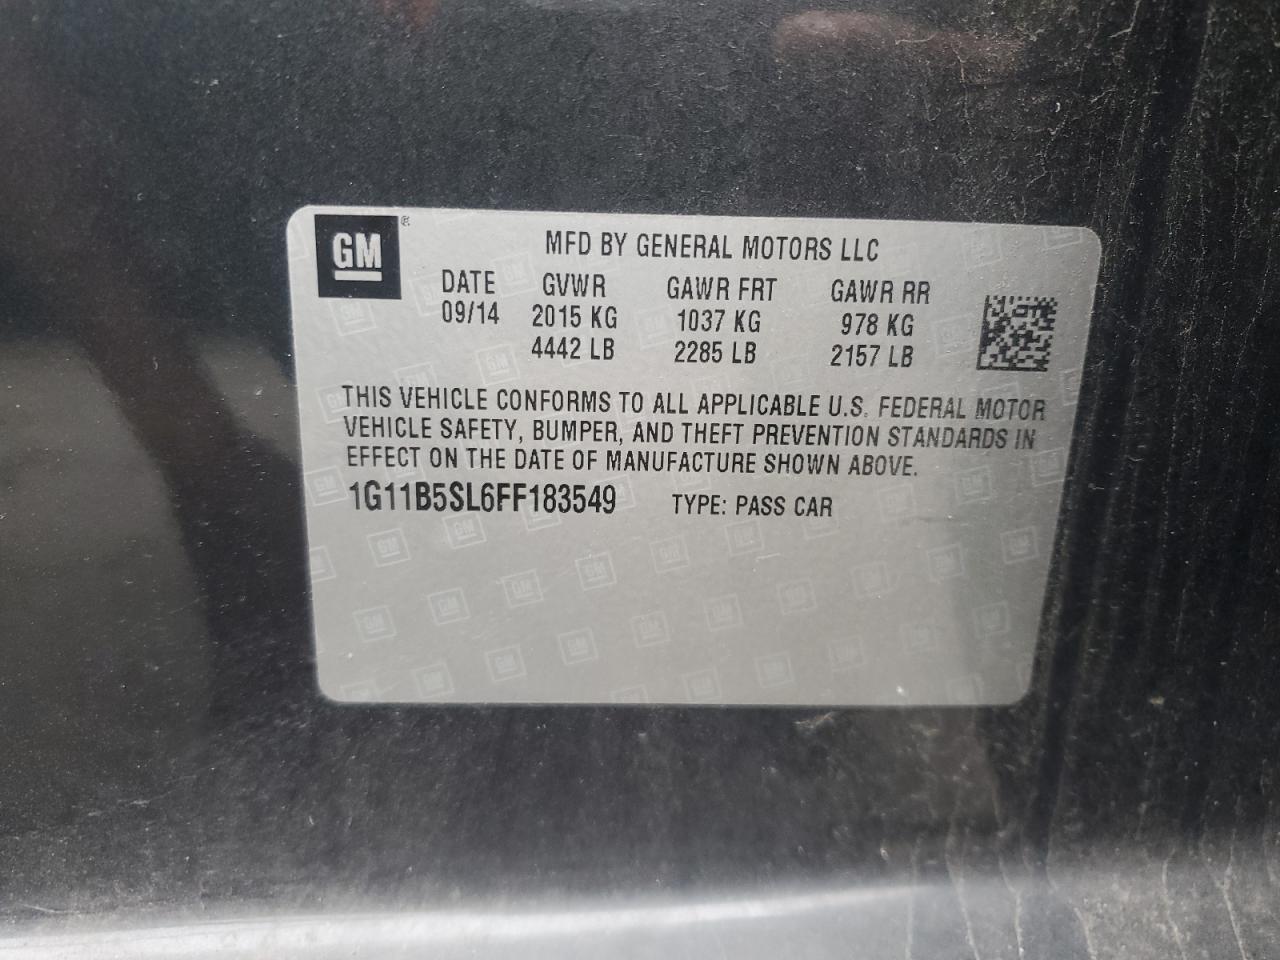 GM ®
MFD BY GENERAL MOTORS LLC
DATE GVWR GAWR FRT GAWR RR
09/14 2015 KG 1037 KG 978 KG
4442 LB 2285 LB 2157 LB
THIS VEHICLE CONFORMS TO ALL APPLICABLE U.S. FEDERAL MOTOR
VEHICLE SAFETY, BUMPER, AND THEFT PREVENTION STANDARDS IN
EFFECT ON THE DATE OF MANUFACTURE SHOWN ABOVE.
1G11B5SL6FF183549 TYPE: PASS CAR